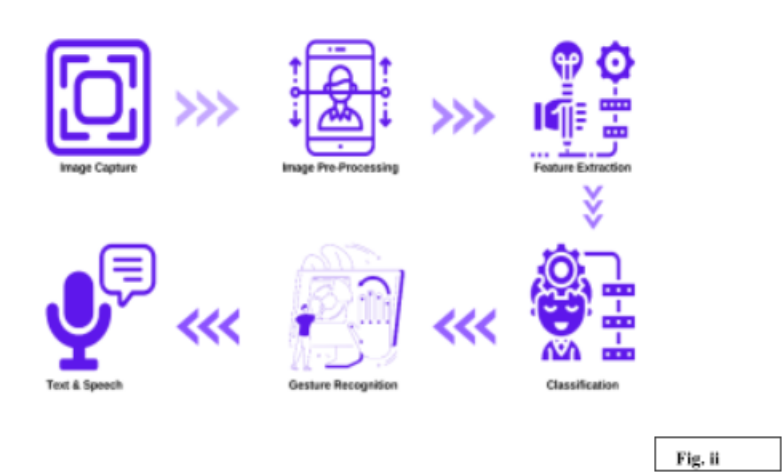 Image Capture
Image Pre-Processing
Feature Extraction
Classification
Gesture Recognition
Text & Speech
Fig. ii